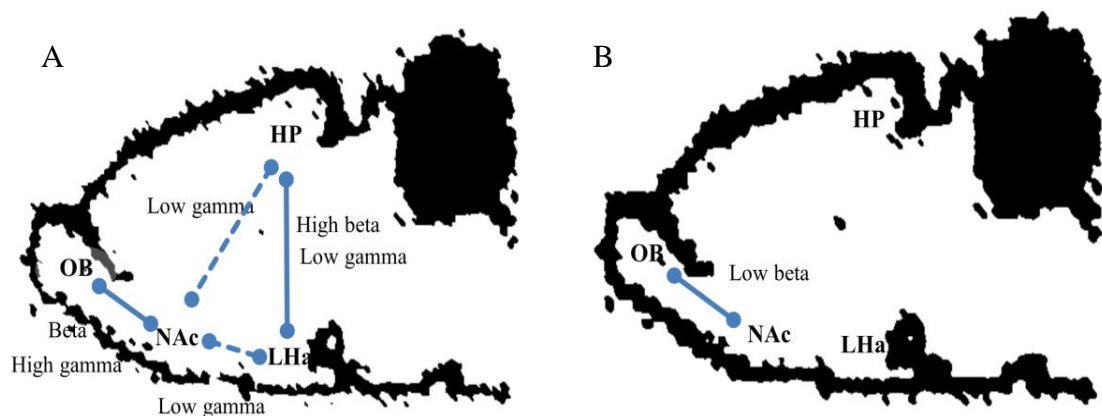 A
HP
Low gamma
High beta
Low gamma
OB
Beta
NAc
LHa
High gamma
Low gamma
B
HP
OB
Low beta
NAc
LHa